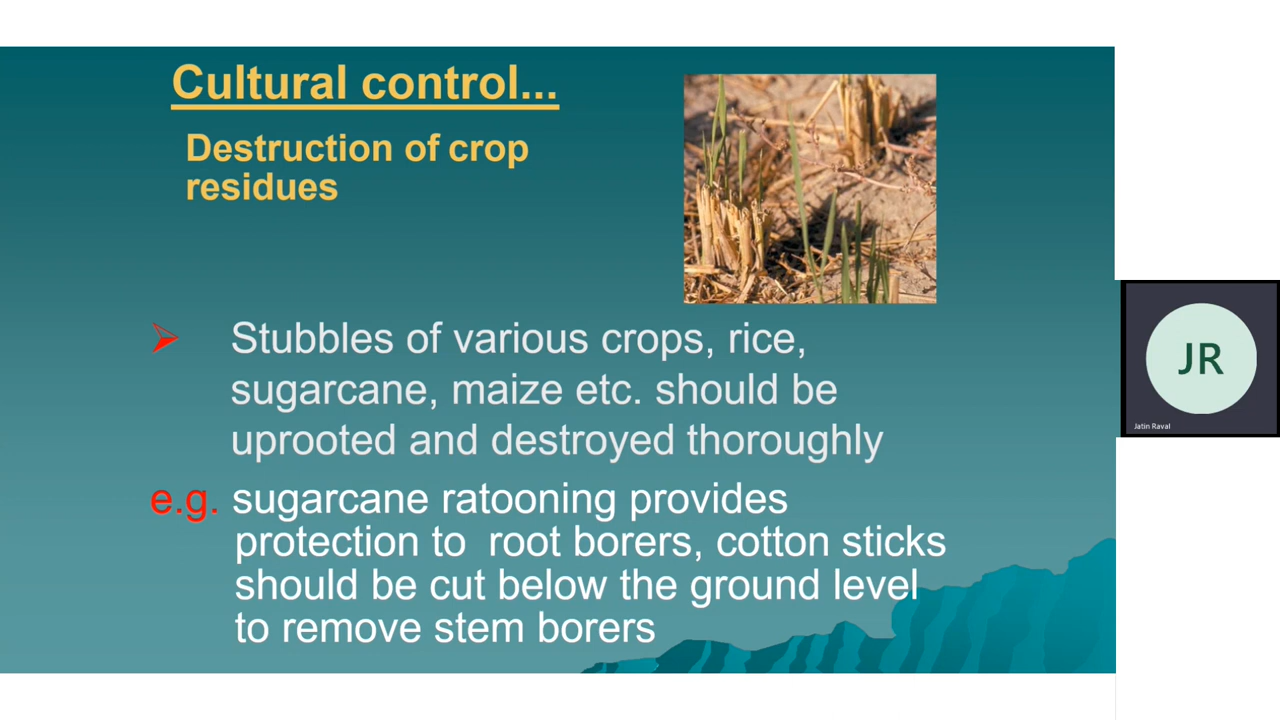 Cultural control...
Destruction of crop
residues
Stubbles of various crops, rice,
sugarcane, maize etc. should be
uprooted and destroyed thoroughly
e.g. sugarcane ratooning provides
protection to root borers, cotton sticks
should be cut below the ground level
to remove stem borers
JR
Jatin Raval